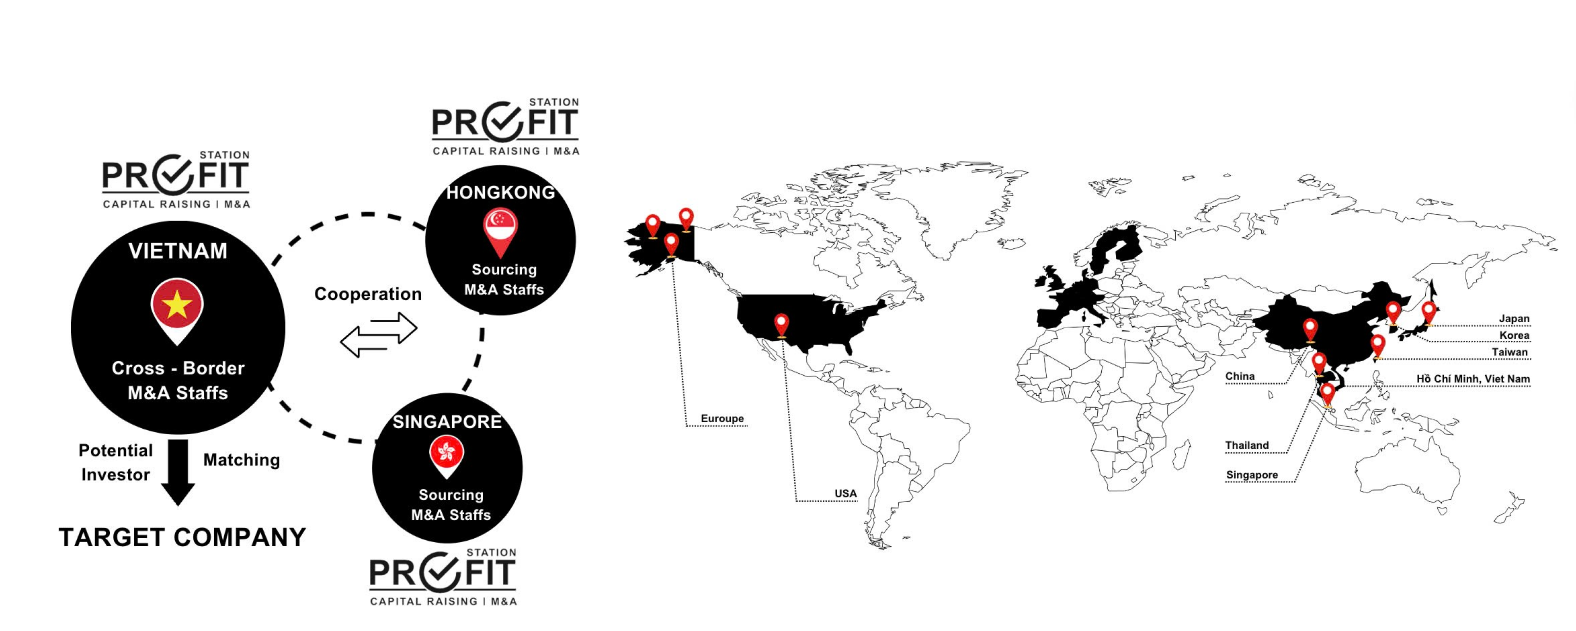 STATION
PROFIT
CAPITAL RAISING | M&A
VIETNAM
Cross - Border
M&A Staffs
Potential
Investor
Matching
TARGET COMPANY
Cooperation
STATION
PROFIT
CAPITAL RAISING | M&A
HONGKONG
Sourcing
M&A Staffs
SINGAPORE
Sourcing
M&A Staffs
STATION
PROFIT
CAPITAL RAISING | M&A
Euroupe
USA
Japan
Korea
Taiwan
China
Hồ Chí Minh, Viet Nam
Thailand
Singapore